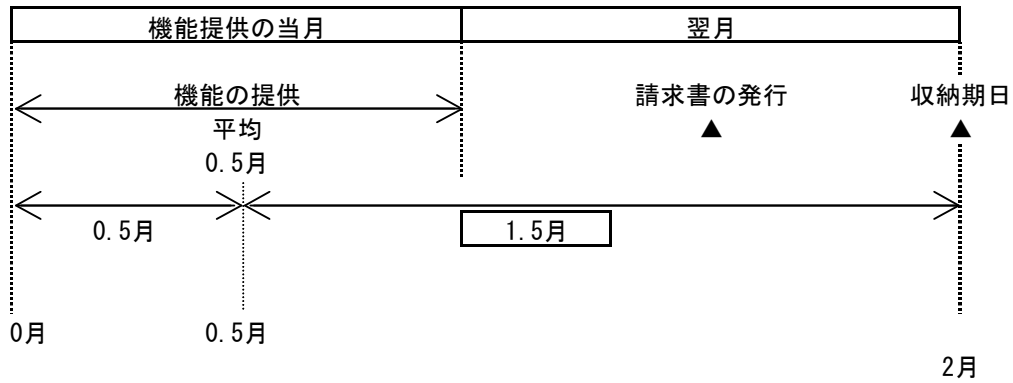 機能提供の当月 翌月
機能の提供 請求書の発行 収納期日
平均 ▲ ▲
0.5月
0.5月 1.5月
0月 0.5月
2月